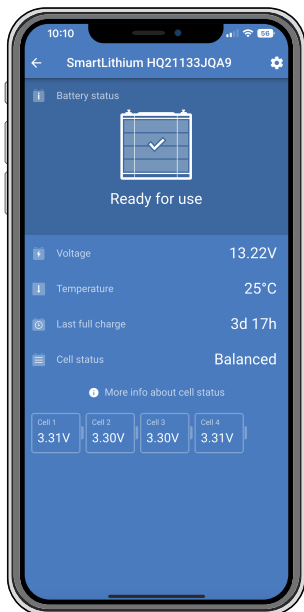 10:10
56
SmartLithium HQ21133JQA9
Battery status
Ready for use
Voltage 13.22V
Temperature 25°C
Last full charge 3d 17h
Cell status Balanced
More info about cell status
Cell 1 Cell 2 Cell 3 Cell 4
3.31V 3.30V 3.30V 3.31V